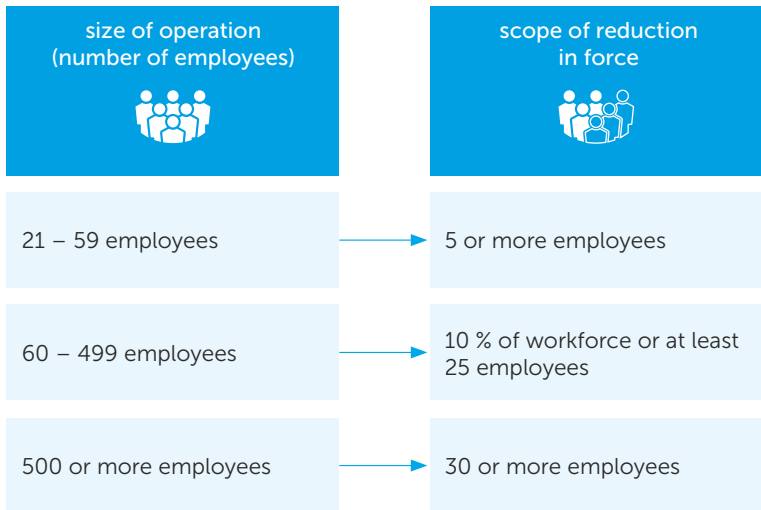 size of operation
(number of employees)
scope of reduction
in force
21 – 59 employees
5 or more employees
60 – 499 employees
10 % of workforce or at least
25 employees
500 or more employees
30 or more employees